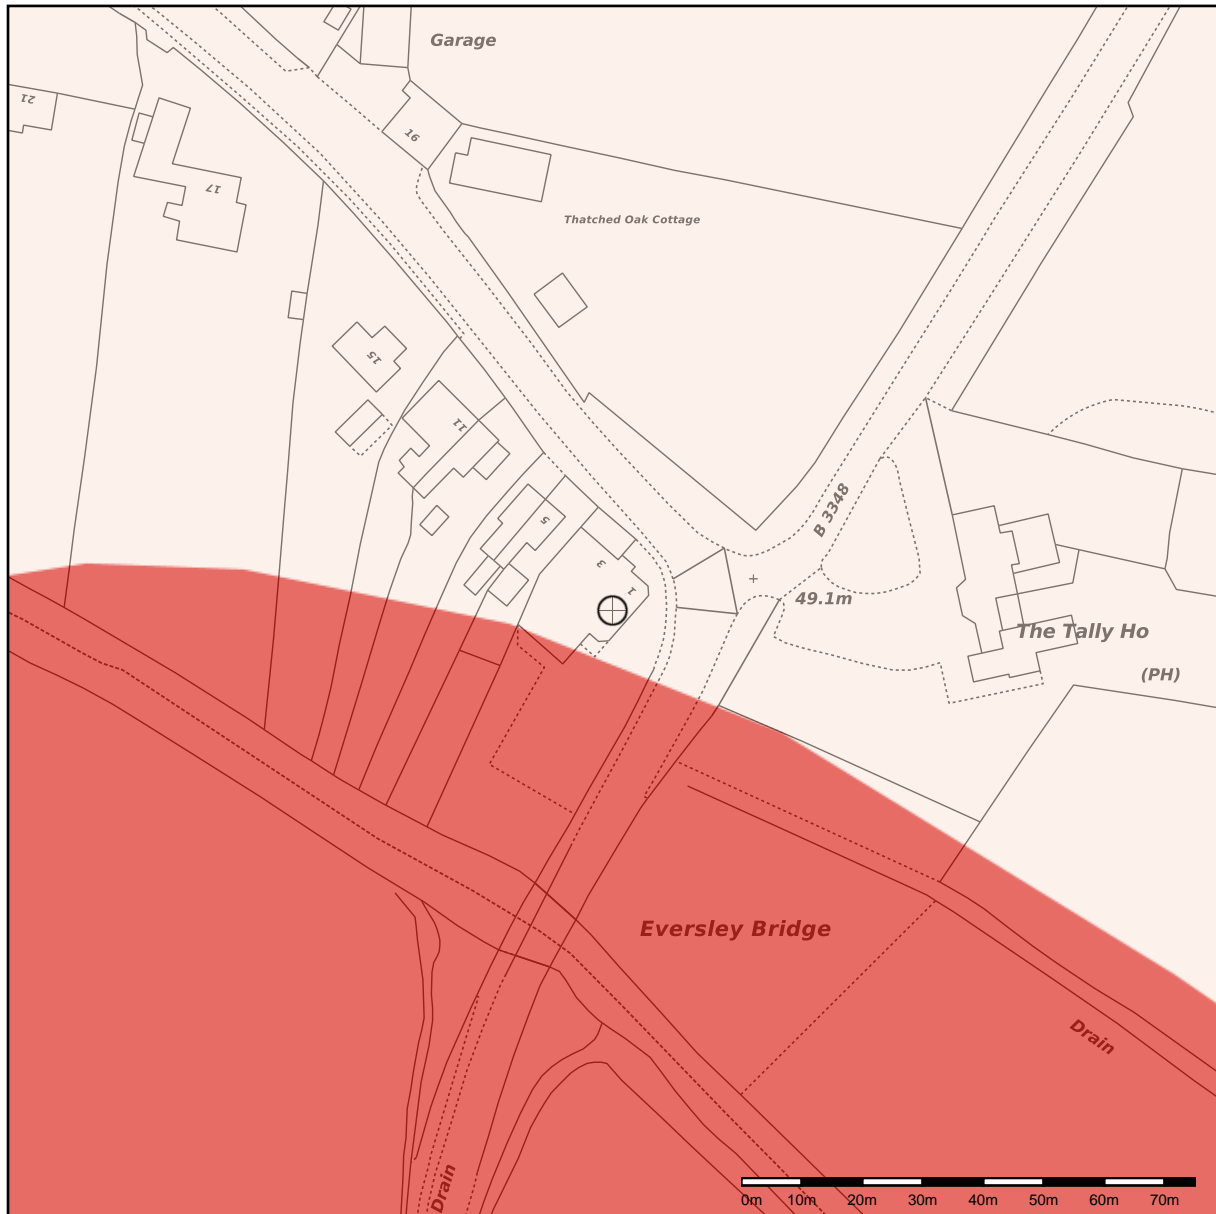 Garage
21
16
17
Thatched Oak Cottage
15
11
B 3348
5
3
1
49.1m
The Tally Ho
(PH)
Eversley Bridge
Drain
Drain
0m 10m 20m 30m 40m 50m 60m 70m